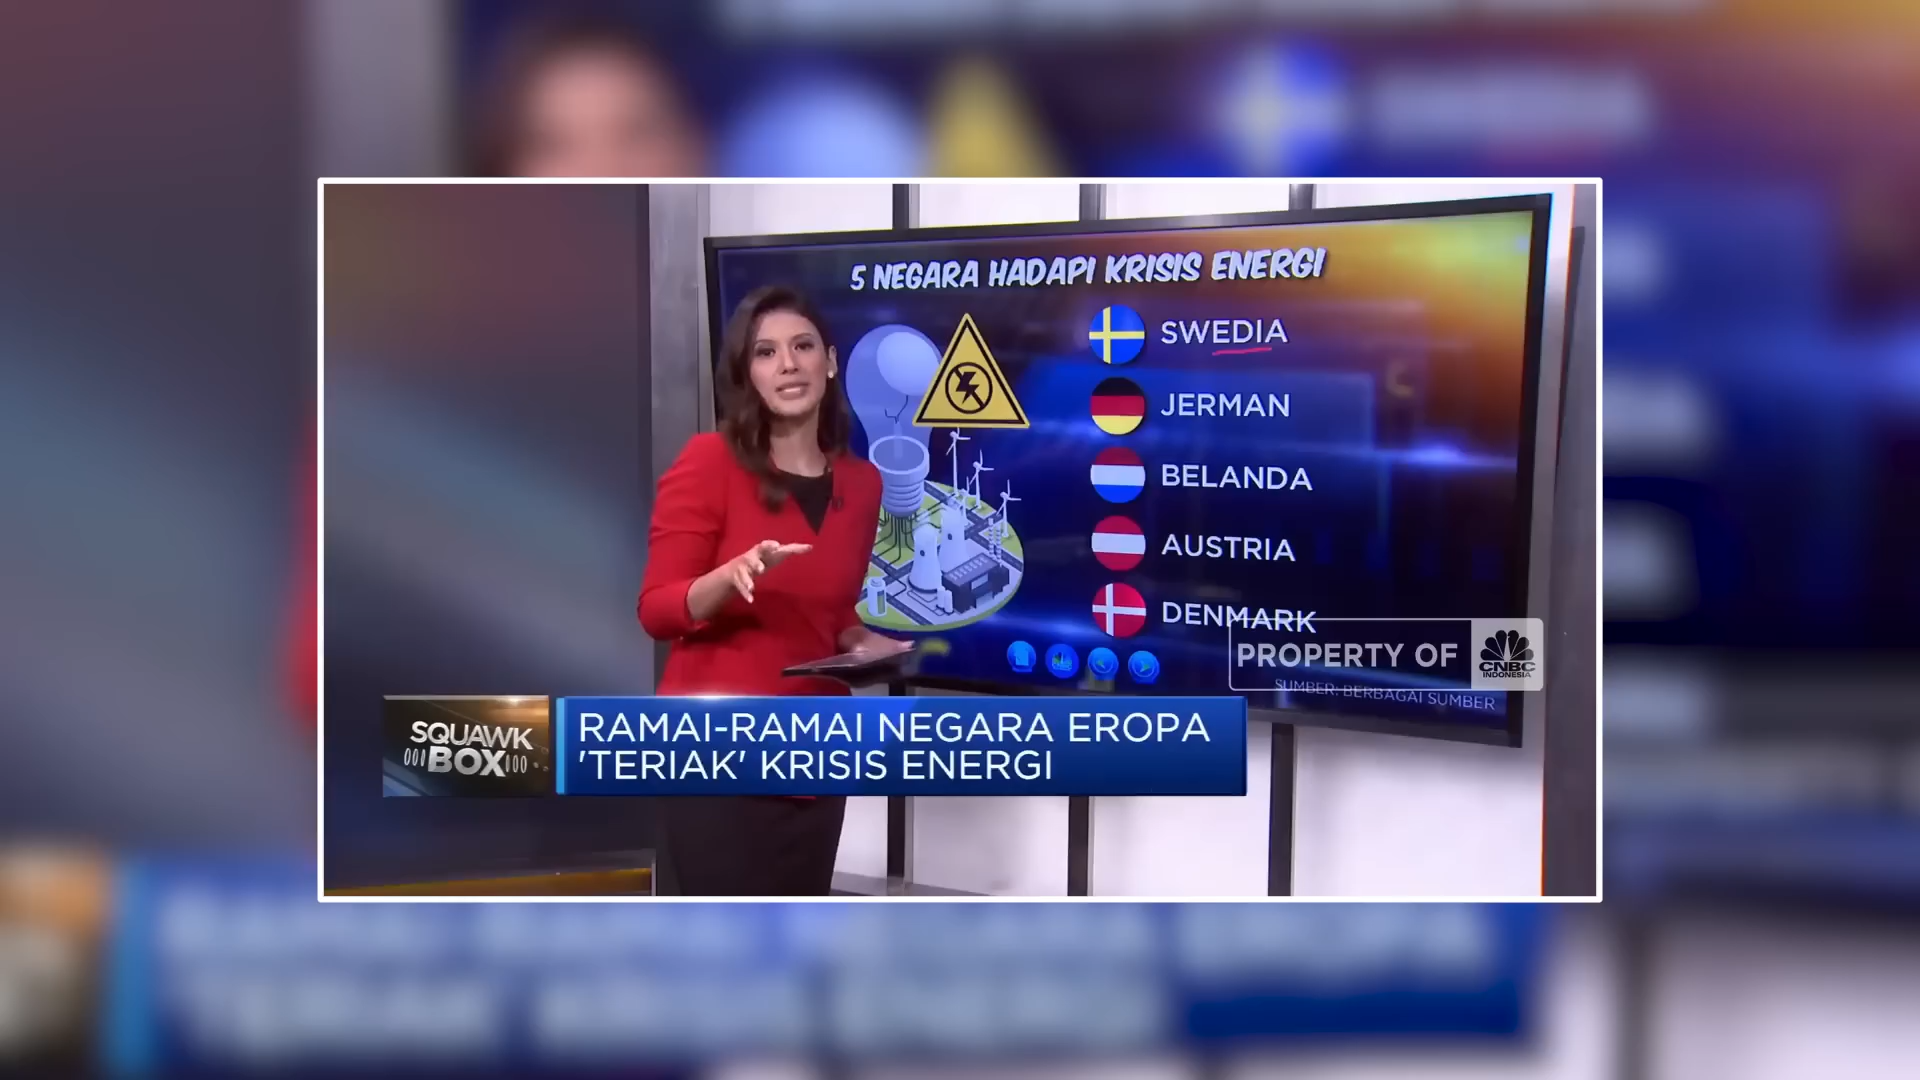 5 NEGARA HADAPI KRISIS ENERGI
SWEDIA
JERMAN
BELANDA
AUSTRIA
DENMARK
PROPERTY OF
CNBC
INDONESIA
SUMBER: BERBAGAI SUMBER
SQUAWK
BOX
RAMAI-RAMAI NEGARA EROPA
'TERIAK' KRISIS ENERGI